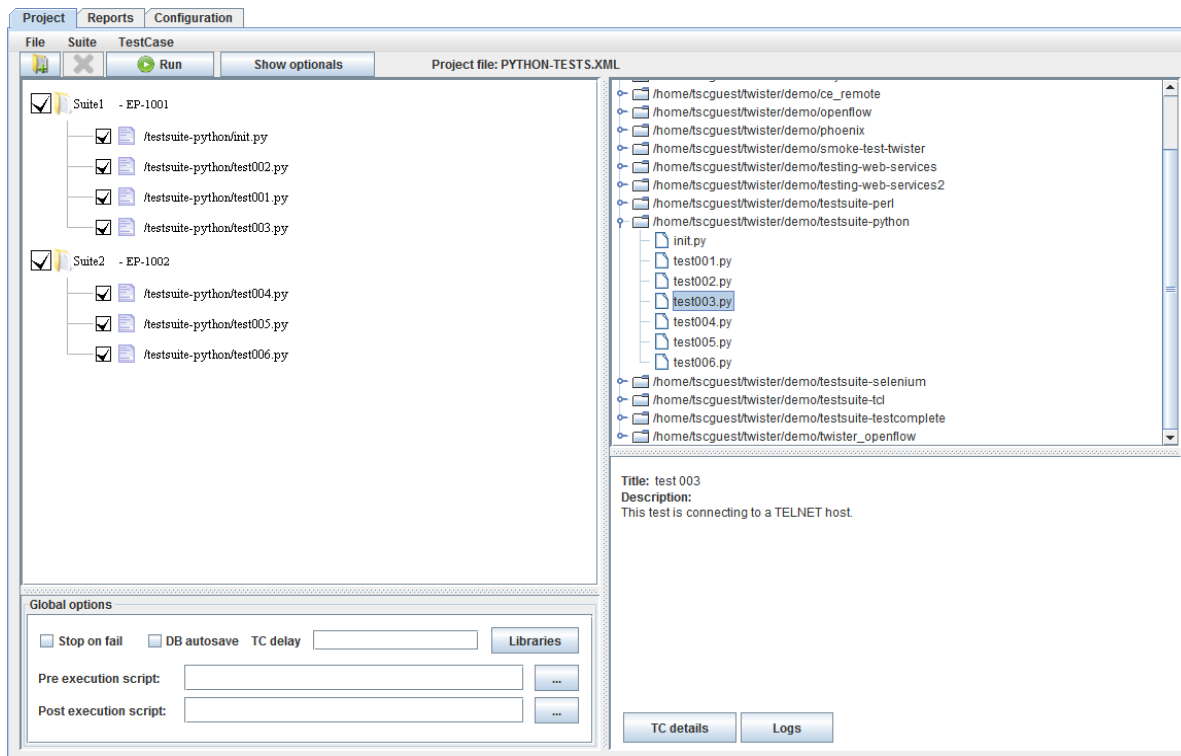 Project Reports Configuration
File Suite TestCase
Run Show optionals Project file: PYTHON-TESTS.XML
Suite1 - EP-1001
/testsuite-python/init.py
/testsuite-python/test002.py
/testsuite-python/test001.py
/testsuite-python/test003.py
Suite2 - EP-1002
/testsuite-python/test004.py
/testsuite-python/test005.py
/testsuite-python/test006.py
/home/tscguest/twister/demo/ce_remote
/home/tscguest/twister/demo/openflow
/home/tscguest/twister/demo/phoenix
/home/tscguest/twister/demo/smoke-test-twister
/home/tscguest/twister/demo/testing-web-services
/home/tscguest/twister/demo/testing-web-services2
/home/tscguest/twister/demo/testsuite-perl
/home/tscguest/twister/demo/testsuite-python
init.py
test001.py
test002.py
test003.py
test004.py
test005.py
test006.py
/home/tscguest/twister/demo/testsuite-selenium
/home/tscguest/twister/demo/testsuite-tcl
/home/tscguest/twister/demo/testsuite-testcomplete
/home/tscguest/twister/demo/twister_openflow
Title: test 003
Description:
This test is connecting to a TELNET host.
TC details Logs
Global options
Stop on fail DB autosave TC delay Libraries
Pre execution script: ...
Post execution script: ...